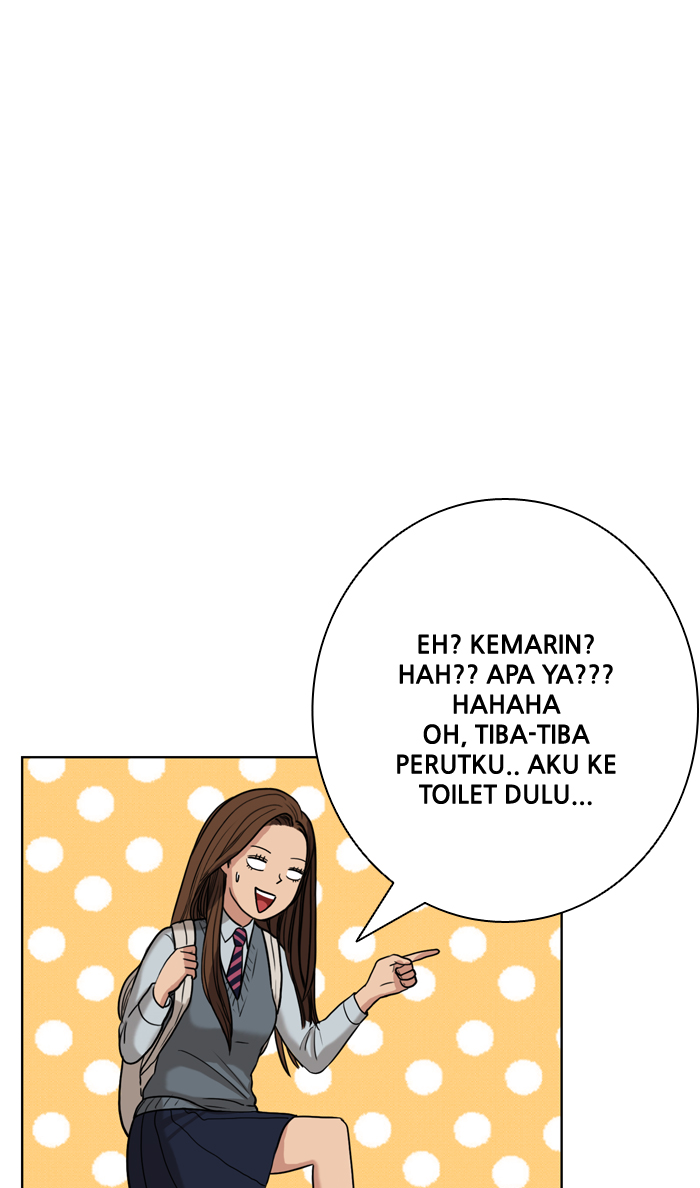 EH? KEMARIN?
HAH?? APA YA???
HAHAHA
OH, TIBA-TIBA
PERUTKU.. AKU KE
TOILET DULU...